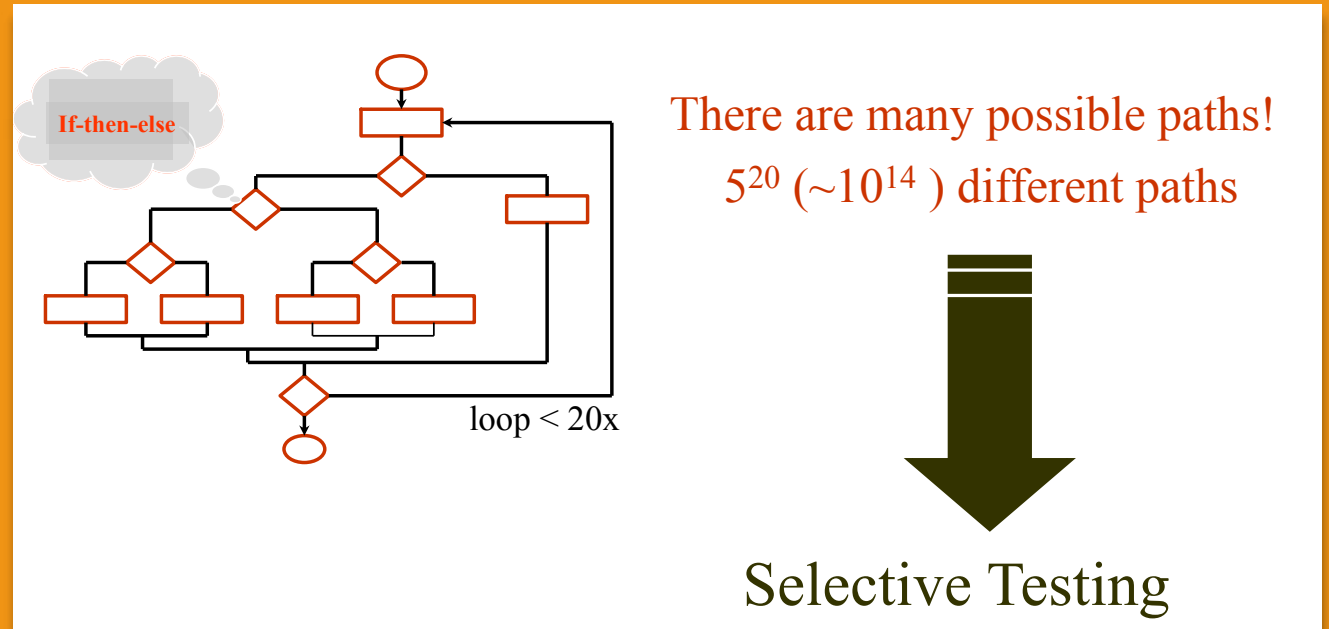 If-then-else
There are many possible paths!
5²⁰ (~10¹⁴ ) different paths
loop < 20x
Selective Testing